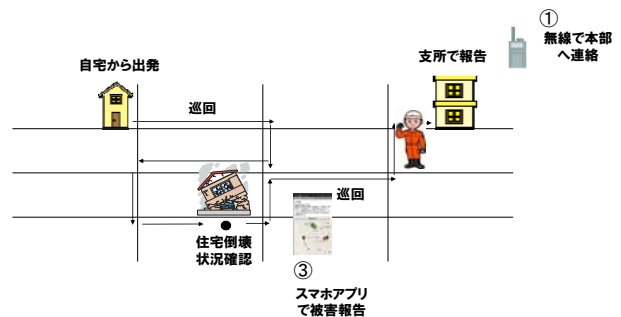 ①
無線で本部
へ連絡
支所で報告
自宅から出発
巡回
巡回
住宅倒壊
状況確認
③
スマホアプリ
で被害報告